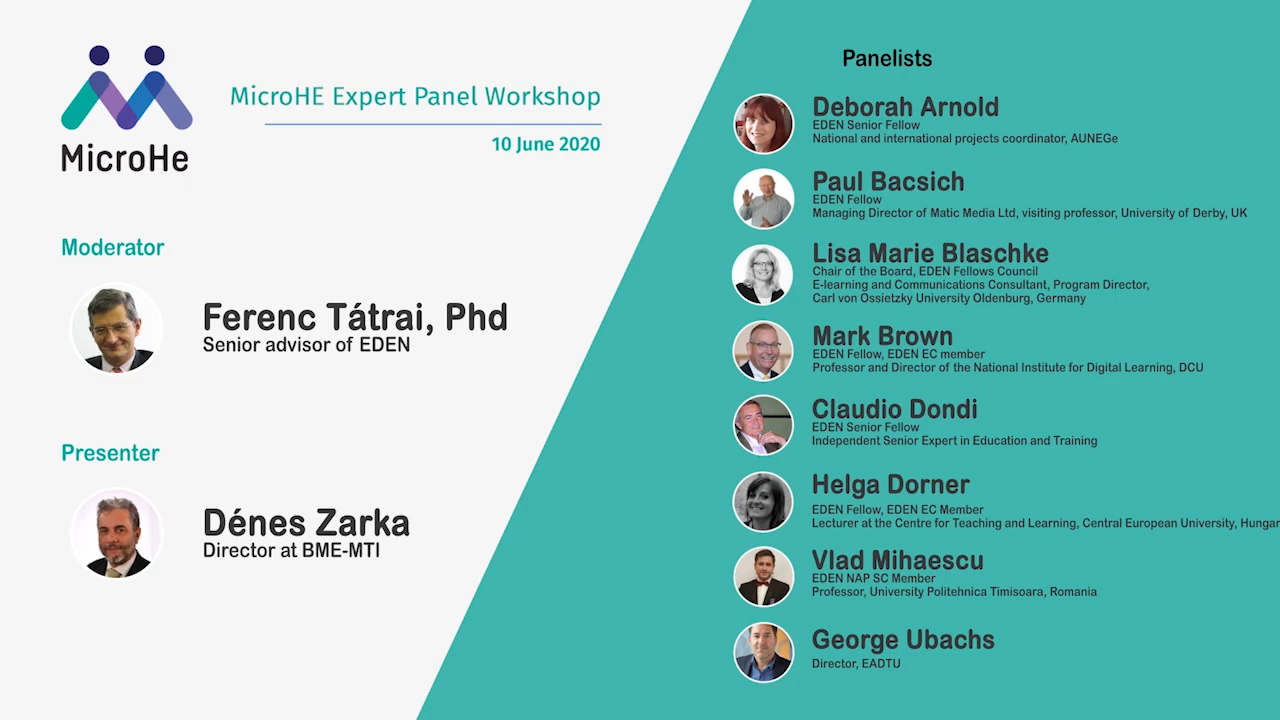 MicroHe
MicroHE Expert Panel Workshop
10 June 2020
Moderator
Ferenc Tátrai, Phd
Senior advisor of EDEN
Presenter
Dénes Zarka
Director at BME-MTI
Panelists
Deborah Arnold
EDEN Senior Fellow
National and international projects coordinator, AUNEGe
Paul Bacsich
EDEN Fellow
Managing Director of Matic Media Ltd, visiting professor, University of Derby, UK
Lisa Marie Blaschke
Chair of the Board, EDEN Fellows Council
E-learning and Communications Consultant, Program Director,
Carl von Ossietzky University Oldenburg, Germany
Mark Brown
EDEN Fellow, EDEN EC member
Professor and Director of the National Institute for Digital Learning, DCU
Claudio Dondi
EDEN Senior Fellow
Independent Senior Expert in Education and Training
Helga Dorner
EDEN Fellow, EDEN EC Member
Lecturer at the Centre for Teaching and Learning, Central European University, Hungar
Vlad Mihaescu
EDEN NAP SC Member
Professor, University Politehnica Timisoara, Romania
George Ubachs
Director, EADTU